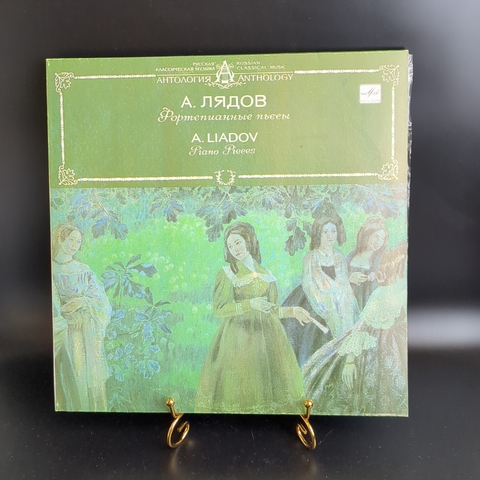 РУССКАЯ RUSSIAN
КЛАССИЧЕСКАЯ МУЗЫКА CLASSICAL MUSIC
АНТОЛОГИЯ ANTHOLOGY
А. ЛЯДОВ
Фортепианные пьесы
A. LIADOV
Piano Pieces